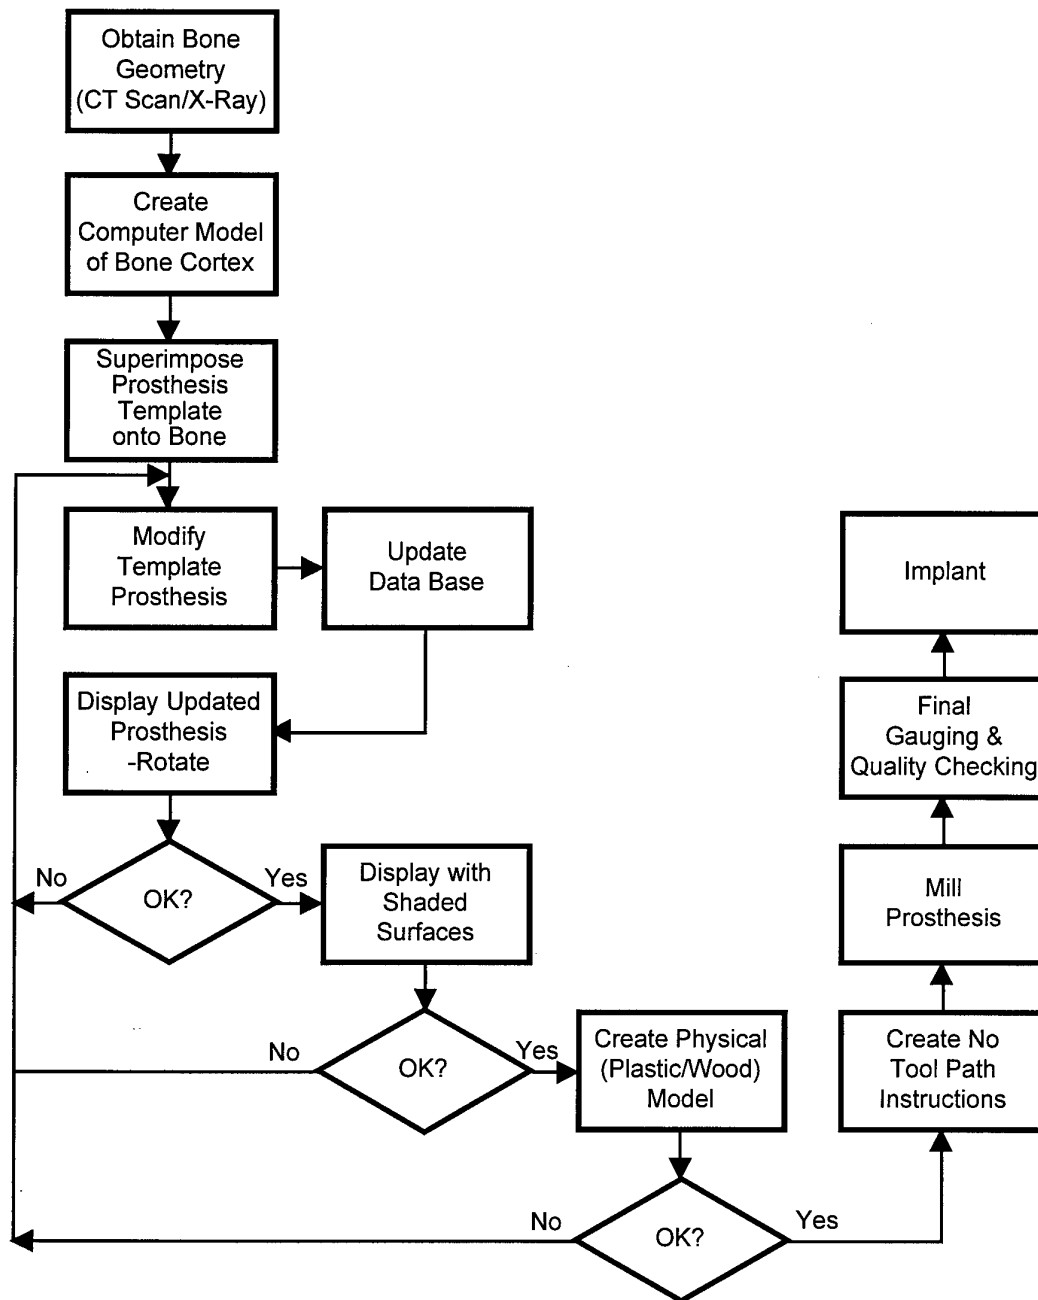 Obtain Bone
Geometry
(CT Scan/X-Ray)
Create
Computer Model
of Bone Cortex
Superimpose
Prosthesis
Template
onto Bone
Modify
Template
Prosthesis
Update
Data Base
Display Updated
Prosthesis
-Rotate
No
OK?
Yes
Display with
Shaded
Surfaces
No
OK?
Yes
Create Physical
(Plastic/Wood)
Model
No
OK?
Yes
Create No
Tool Path
Instructions
Mill
Prosthesis
Final
Gauging &
Quality Checking
Implant